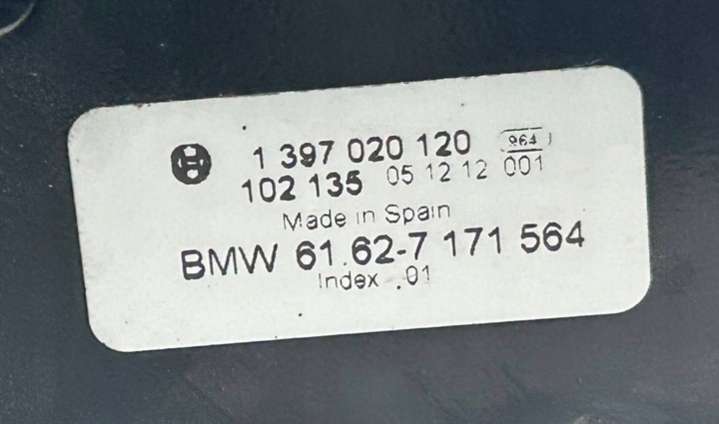 1 397 020 120 964
102 135 05 12 12 001
Made in Spain
BMW 61.62-7 171 564
Index .01